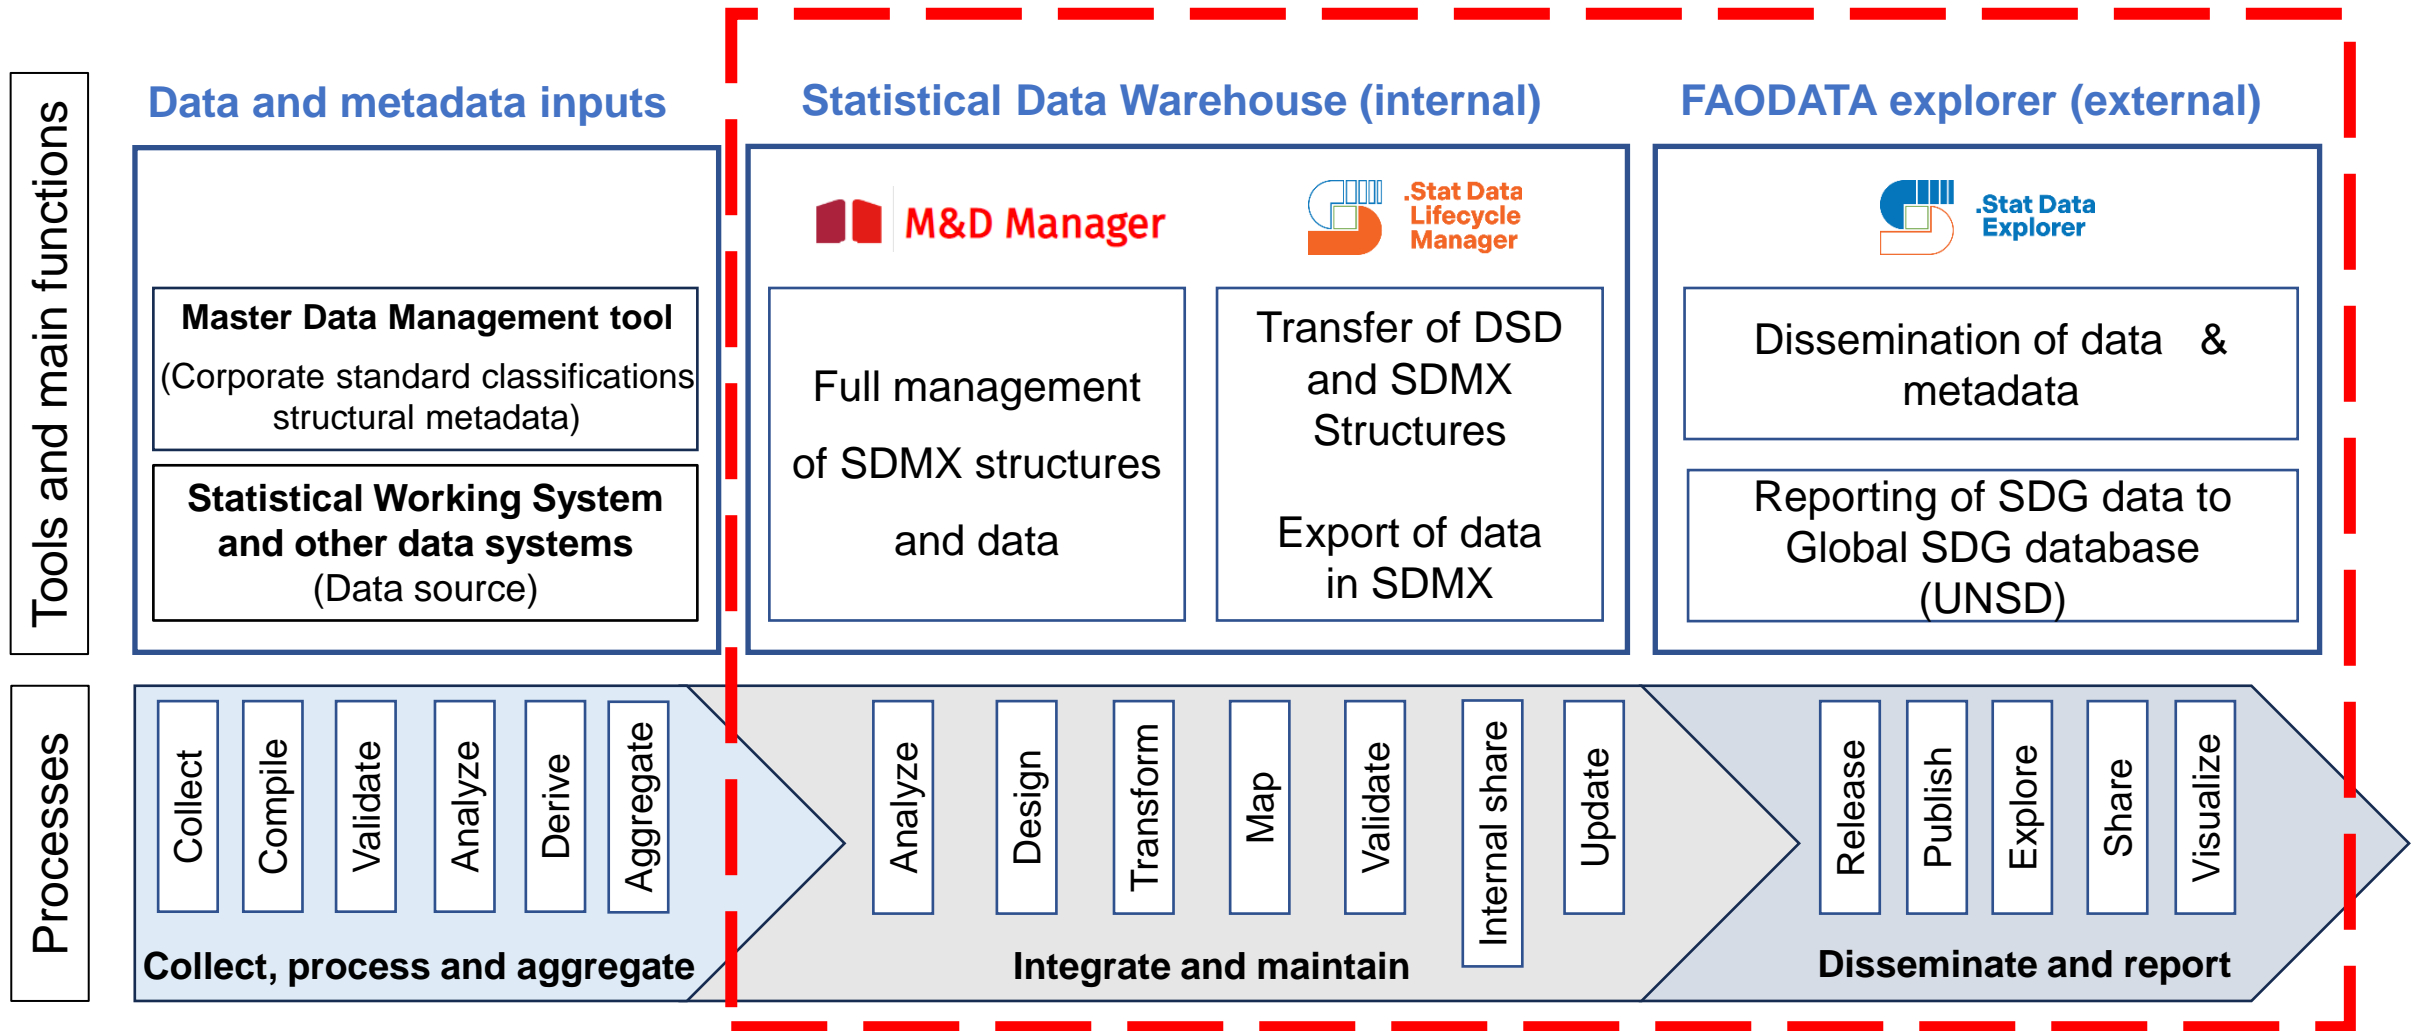 Tools and main functions
Data and metadata inputs
Master Data Management tool
(Corporate standard classifications
structural metadata)
Statistical Working System
and other data systems
(Data source)
Statistical Data Warehouse (internal)
M&D Manager
Full management
of SDMX structures
and data
.Stat Data
Lifecycle
Manager
Transfer of DSD
and SDMX
Structures
Export of data
in SDMX
FAODATA explorer (external)
.Stat Data
Explorer
Dissemination of data &
metadata
Reporting of SDG data to
Global SDG database
(UNSD)
Processes
Collect
Compile
Validate
Analyze
Derive
Aggregate
Collect, process and aggregate
Analyze
Design
Transform
Map
Validate
Internal share
Update
Integrate and maintain
Release
Publish
Explore
Share
Visualize
Disseminate and report